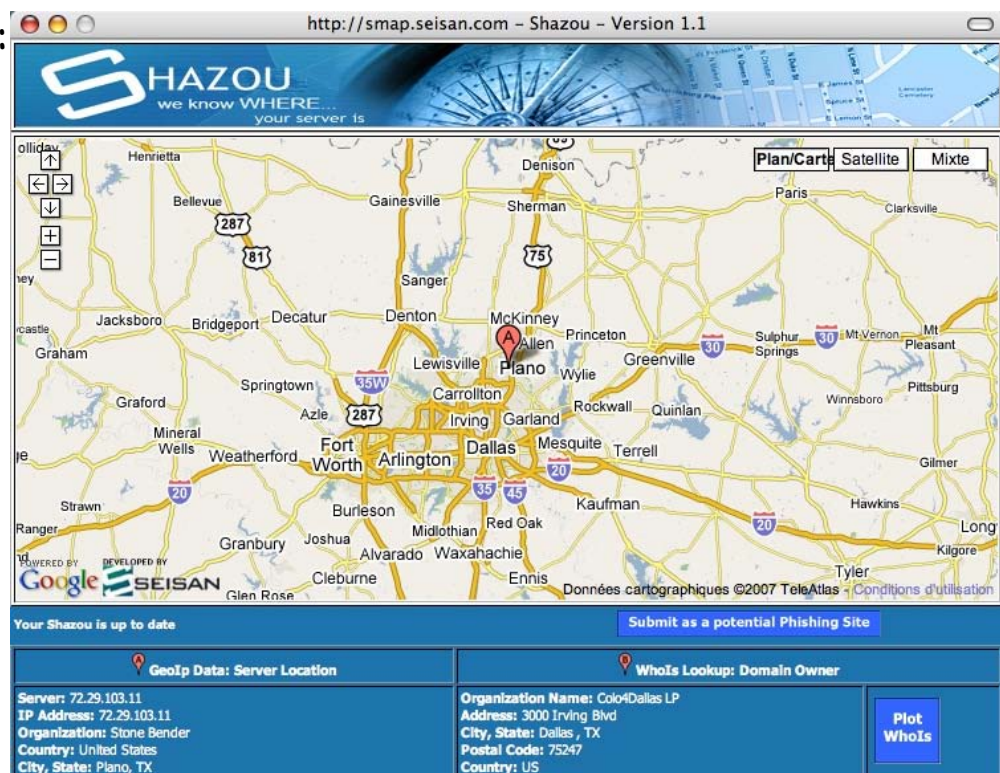 :
http://smap.seisan.com – Shazou – Version 1.1
SHAZOU
we know WHERE...
your server is
Lancaster Cemetery
Plan/Carte Satellite Mixte
olliday
Henrietta
Denison
Paris
Bellevue
Gainesville
Sherman
Clarksville
287
81
75
Sanger
ney
Jacksboro
Bridgeport
Decatur
Denton
McKinney
Princeton
30
Sulphur Springs
30
Mt Vernon
Mt Pleasant
rcastle
Graham
Lewisville
A
Allen
Plano
Wylie
Greenville
Springtown
35W
Carrollton
Pittsburg
Graford
Azle
287
Irving
Garland
Rockwall
Quinlan
Winnsboro
Mineral Wells
Weatherford
Fort Worth
Arlington
Dallas
Mesquite
Terrell
Gilmer
20
35
45
20
Strawn
Burleson
Kaufman
Hawkins
Ranger
Granbury
Joshua
Midlothian
Red Oak
20
Long
Alvarado
Waxahachie
Kilgore
POWERED BY
Google
DEVELOPED BY
SEISAN
Cleburne
Ennis
Tyler
Glen Rose
Données cartographiques ©2007 TeleAtlas - Conditions d'utilisation
Your Shazou is up to date
Submit as a potential Phishing Site
A GeoIp Data: Server Location
B WhoIs Lookup: Domain Owner
Server: 72.29.103.11
IP Address: 72.29.103.11
Organization: Stone Bender
Country: United States
City, State: Plano, TX
Organization Name: Colo4Dallas LP
Address: 3000 Irving Blvd
City, State: Dallas , TX
Postal Code: 75247
Country: US
Plot
WhoIs